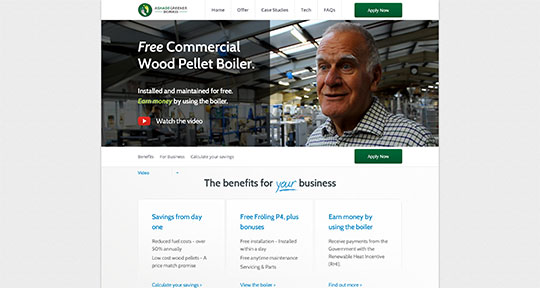 ASHADEGREENER
BIOMASS
Home Offer Case Studies Tech FAQs Apply Now
Free Commercial
Wood Pellet Boiler.
Installed and maintained for free.
Earn money by using the boiler.
Watch the video
Benefits For Business Calculate your savings Apply Now
Video
The benefits for your business
Savings from day
one
Reduced fuel costs - over
50% annually
Low cost wood pellets - A
price match promise
Calculate your savings ›
Free Fröling P4, plus
bonuses
Free installation - Installed
within a day
Free anytime maintenance
Servicing & Parts
View the boiler ›
Earn money by
using the boiler
Receive payments from the
Government with the
Renewable Heat Incentive
(RHI).
Find out more ›